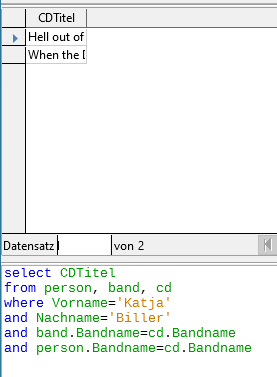 CDTitel
Hell out of
When the
Datensatz von 2
select CDTitel
from person, band, cd
where Vorname='Katja'
and Nachname='Biller'
and band.Bandname=cd.Bandname
and person.Bandname=cd.Bandname